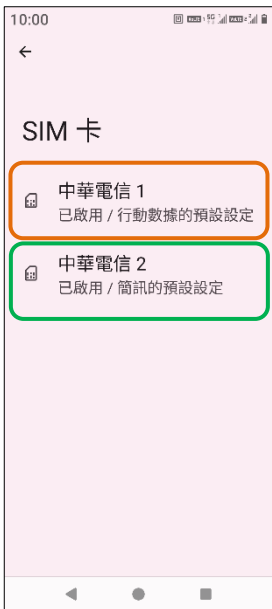 10:00
SIM 卡
中華電信 1
已啟用 / 行動數據的預設設定
中華電信 2
已啟用 / 簡訊的預設設定